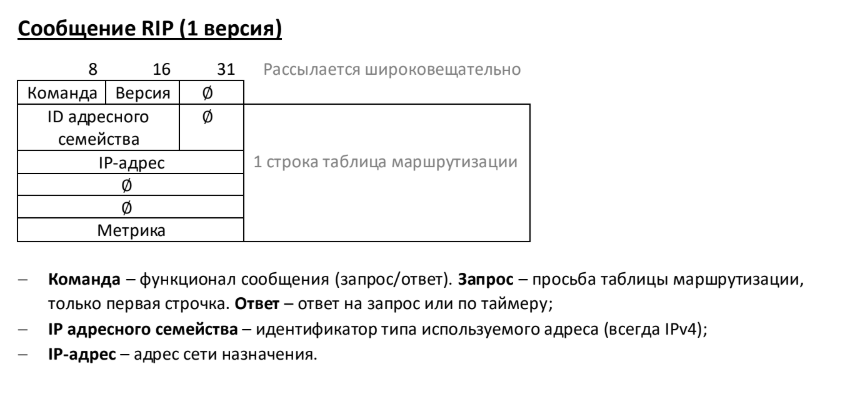 Сообщение RIP (1 версия)
8 16 31 Рассылается широковещательно
Команда Версия Ø
ID адресного Ø
семейства
IP-адрес 1 строка таблица маршрутизации
Ø
Ø
Метрика
– Команда – функционал сообщения (запрос/ответ). Запрос – просьба таблицы маршрутизации,
только первая строчка. Ответ – ответ на запрос или по таймеру;
– IP адресного семейства – идентификатор типа используемого адреса (всегда IPv4);
– IP-адрес – адрес сети назначения.